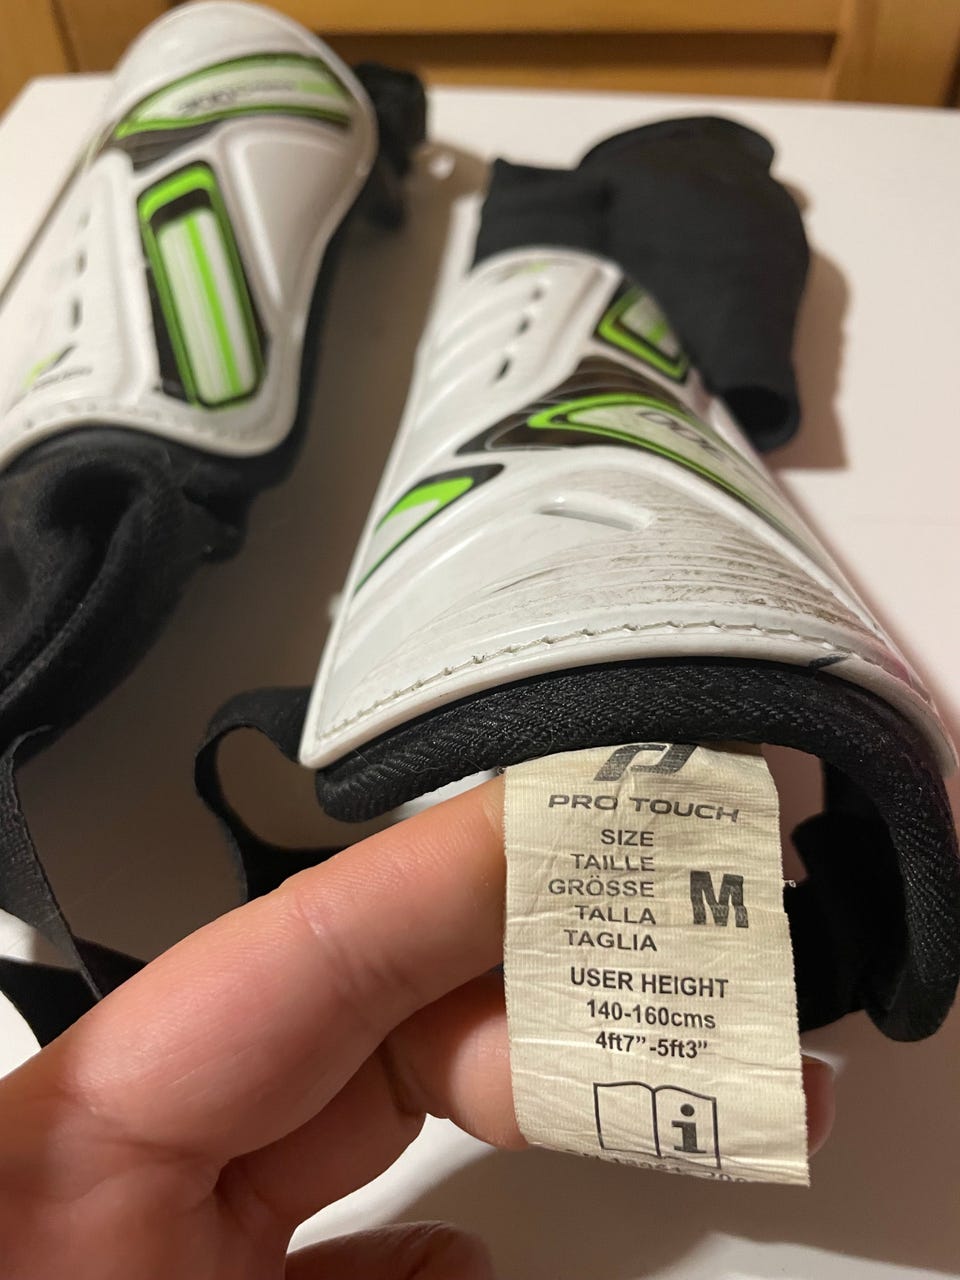 PRO TOUCH
SIZE
TAILLE
GRÖSSE
TALLA
TAGLIA
M
USER HEIGHT
140-160cms
4ft7”-5ft3”
i